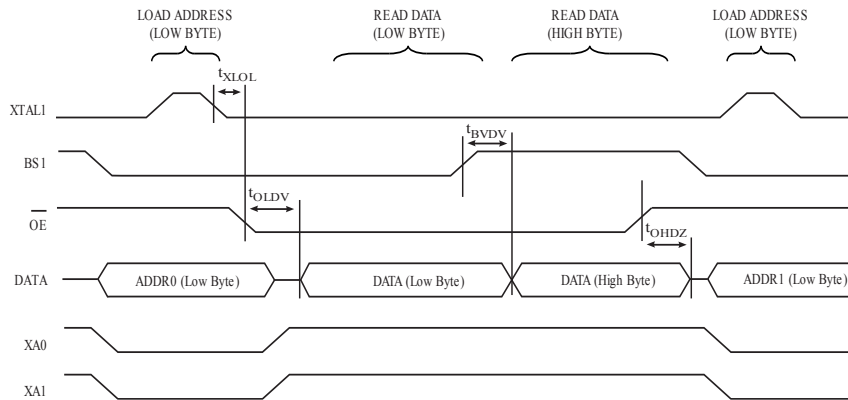 LOAD ADDRESS
(LOW BYTE)
READ DATA
(LOW BYTE)
READ DATA
(HIGH BYTE)
LOAD ADDRESS
(LOW BYTE)
tXLOL
XTAL1
tBVDV
BS1
tOLDV
OE
tOHDZ
DATA
ADDR0 (Low Byte)
DATA (Low Byte)
DATA (High Byte)
ADDR1 (Low Byte)
XA0
XA1